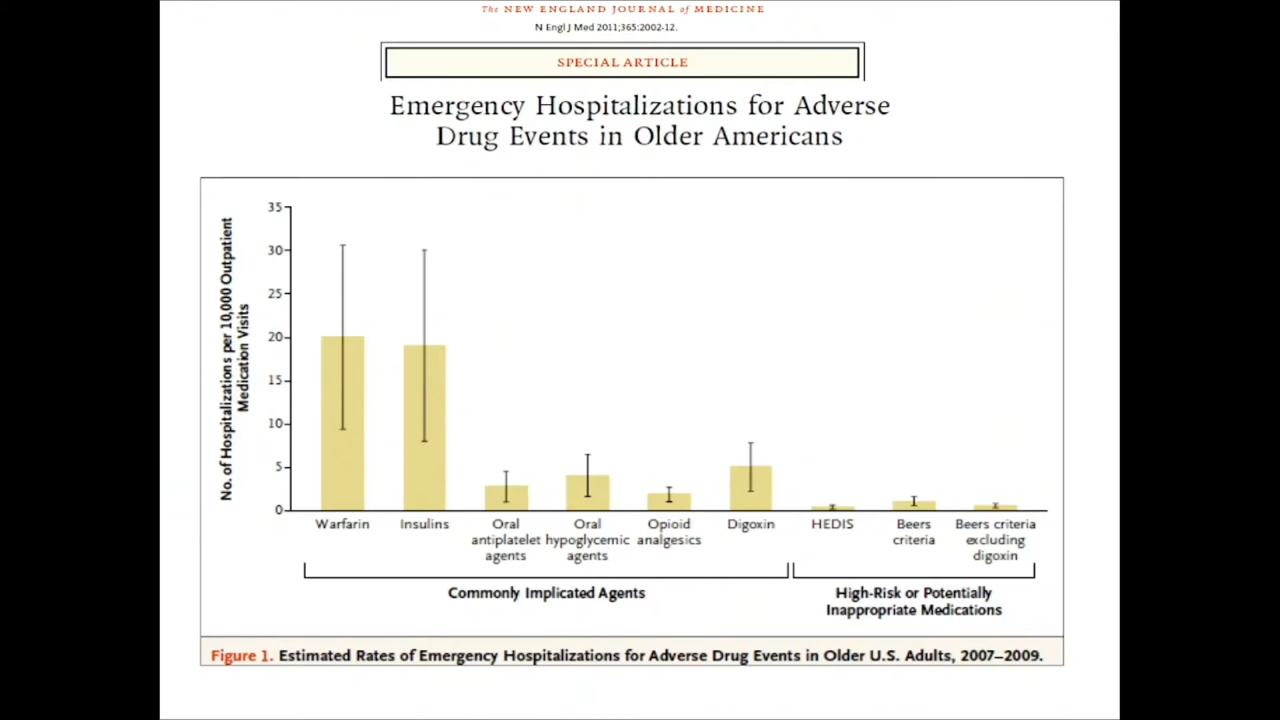 The NEW ENGLAND JOURNAL of MEDICINE
N Engl J Med 2011;365:2002-12.
SPECIAL ARTICLE
Emergency Hospitalizations for Adverse
Drug Events in Older Americans
No. of Hospitalizations per 10,000 Outpatient
Medication Visits
35
30
25
20
15
10
5
0
Warfarin
Insulins
Oral
antiplatelet
agents
Oral
hypoglycemic
agents
Opioid
analgesics
Digoxin
HEDIS
Beers
criteria
Beers criteria
excluding
digoxin
Commonly Implicated Agents
High-Risk or Potentially
Inappropriate Medications
Figure 1. Estimated Rates of Emergency Hospitalizations for Adverse Drug Events in Older U.S. Adults, 2007–2009.